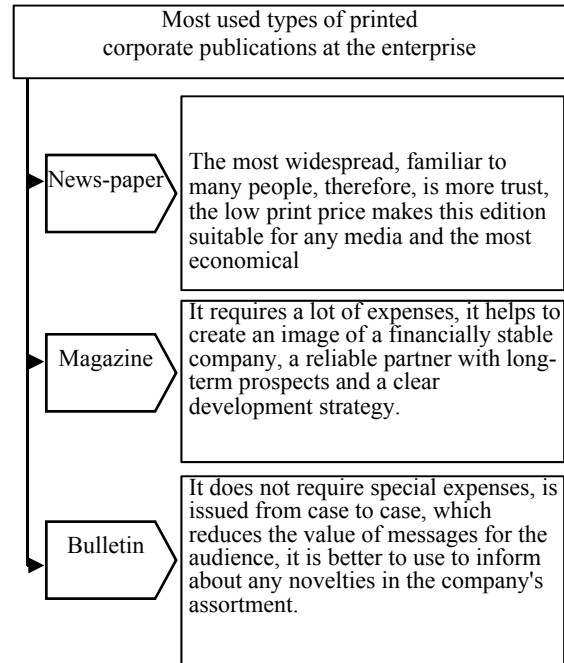 Most used types of printed
corporate publications at the enterprise
News-paper
The most widespread, familiar to
many people, therefore, is more trust,
the low print price makes this edition
suitable for any media and the most
economical
Magazine
It requires a lot of expenses, it helps to
create an image of a financially stable
company, a reliable partner with long-
term prospects and a clear
development strategy.
Bulletin
It does not require special expenses, is
issued from case to case, which
reduces the value of messages for the
audience, it is better to use to inform
about any novelties in the company's
assortment.